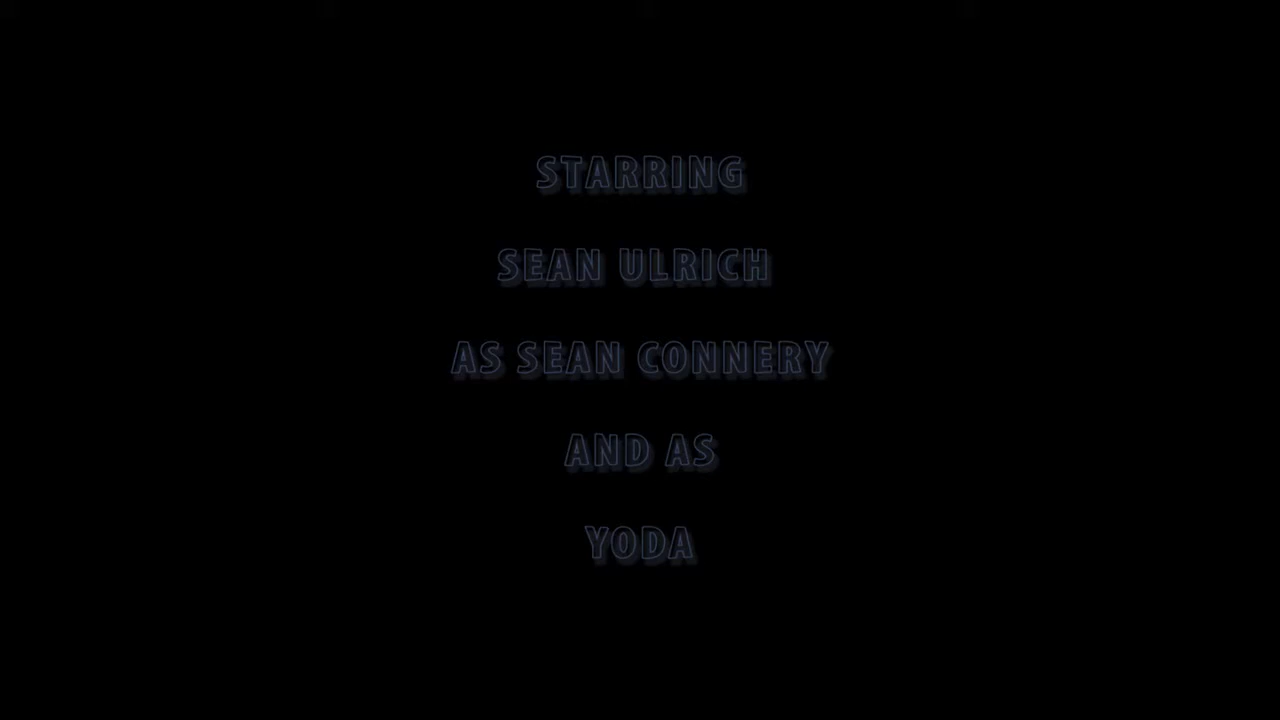 STARRING
SEAN ULRICH
AS SEAN CONNERY
AND AS
YODA